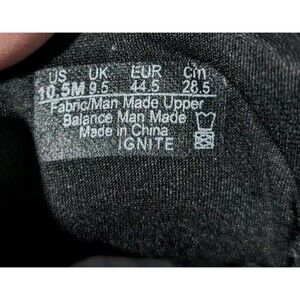 US UK EUR cm
10.5M 9.5 44.5 28.5
Fabric/Man Made Upper
Balance Man Made
Made in China
IGNITE